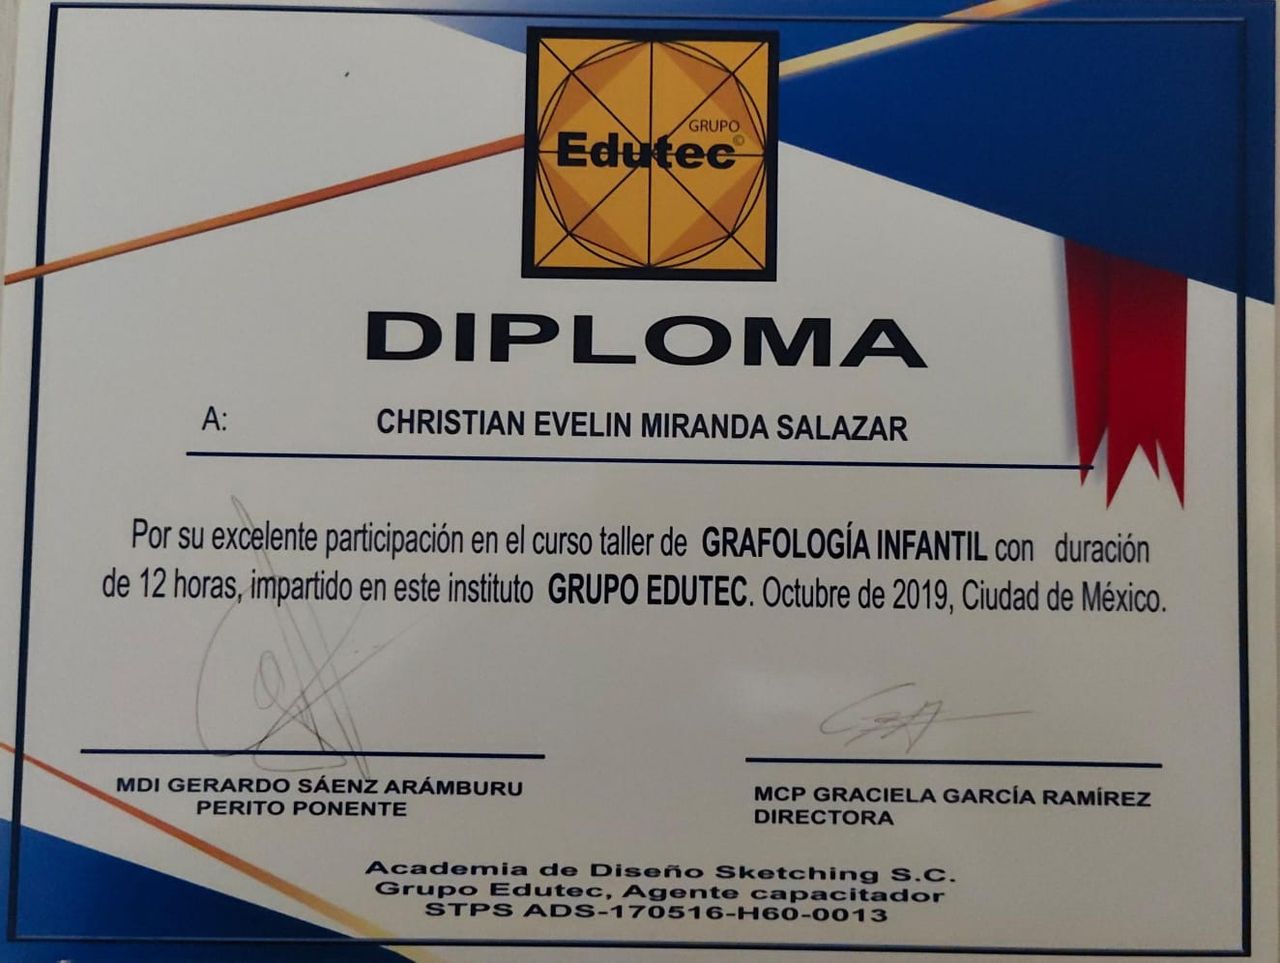 GRUPO
Edutec©
DIPLOMA
A: CHRISTIAN EVELIN MIRANDA SALAZAR
Por su excelente participación en el curso taller de GRAFOLOGÍA INFANTIL con duración
de 12 horas, impartido en este instituto GRUPO EDUTEC. Octubre de 2019, Ciudad de México.
MDI GERARDO SÁENZ ARÁMBURU
PERITO PONENTE
MCP GRACIELA GARCÍA RAMÍREZ
DIRECTORA
Academia de Diseño Sketching S.C.
Grupo Edutec, Agente capacitador
STPS ADS-170516-H60-0013